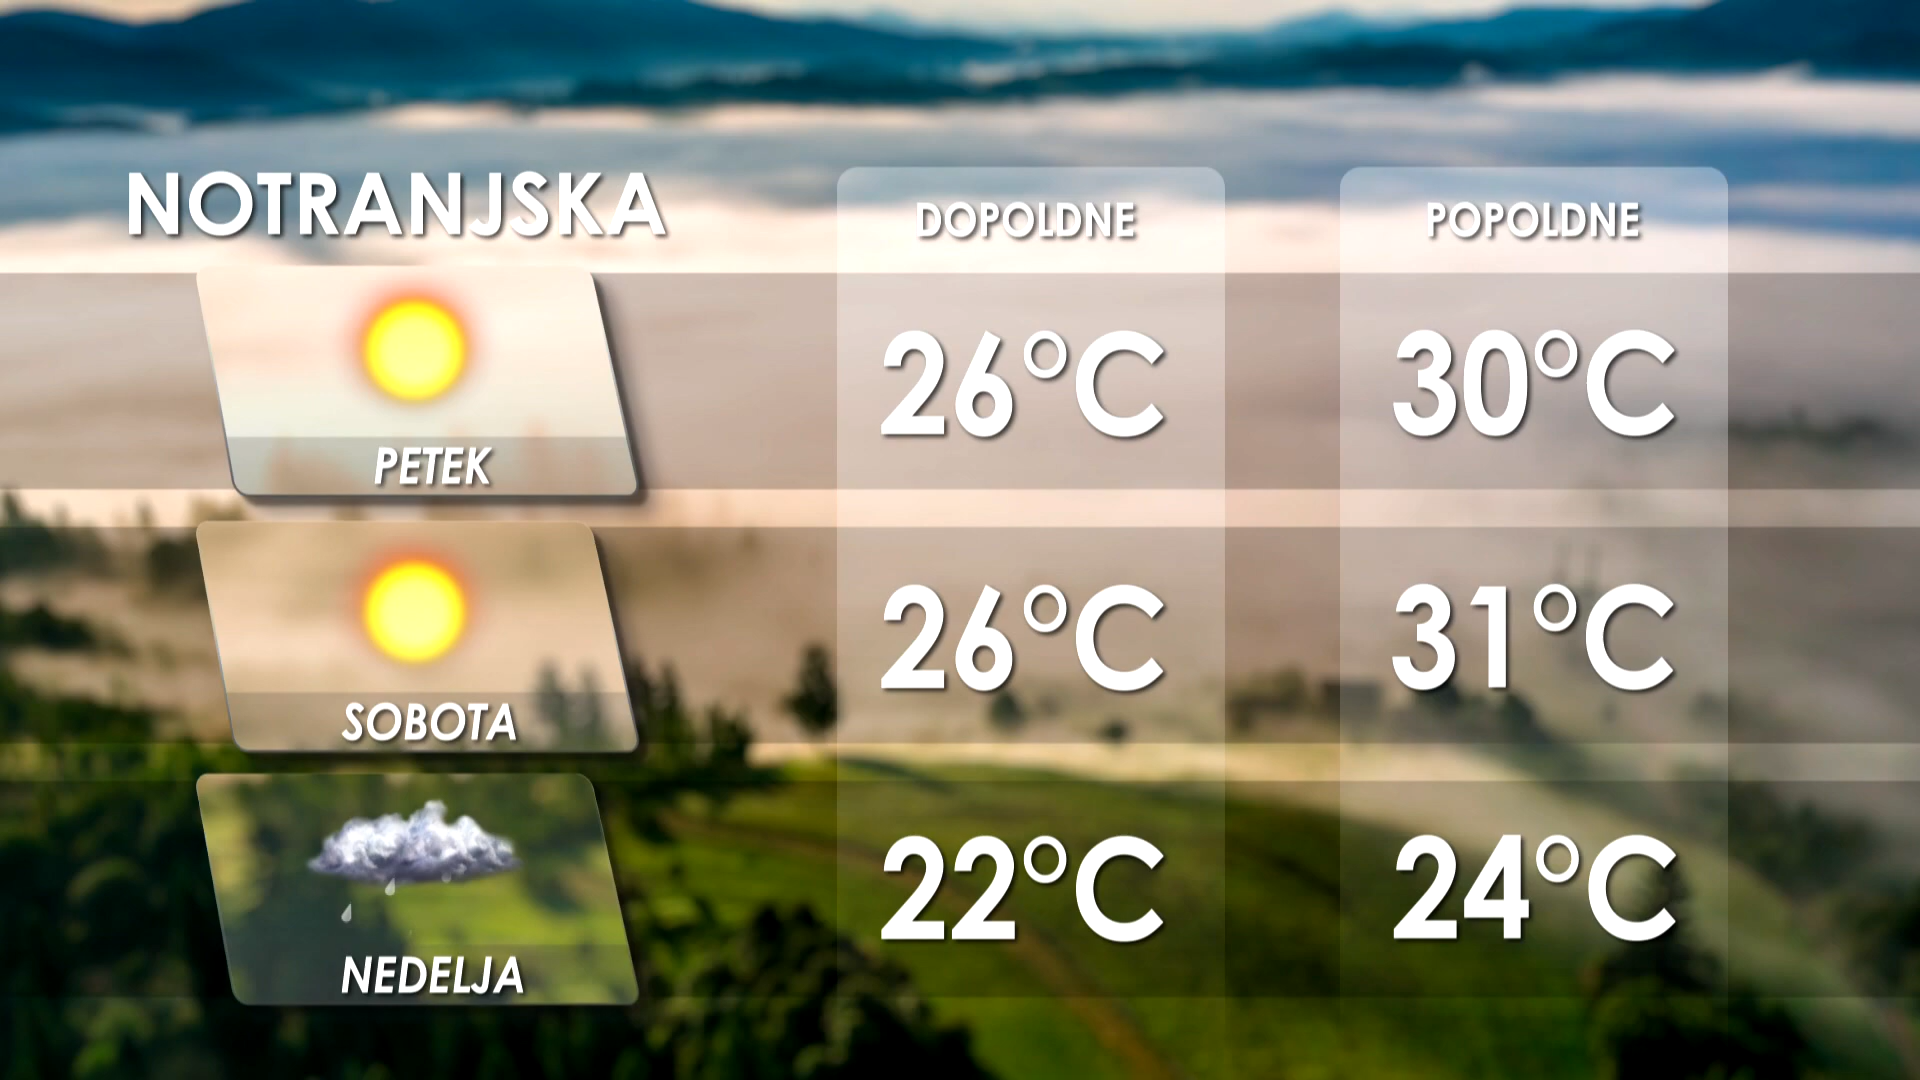 NOTRANJSKA
DOPOLDNE
POPOLDNE
PETEK
26°C
30°C
SOBOTA
26°C
31°C
NEDELJA
22°C
24°C